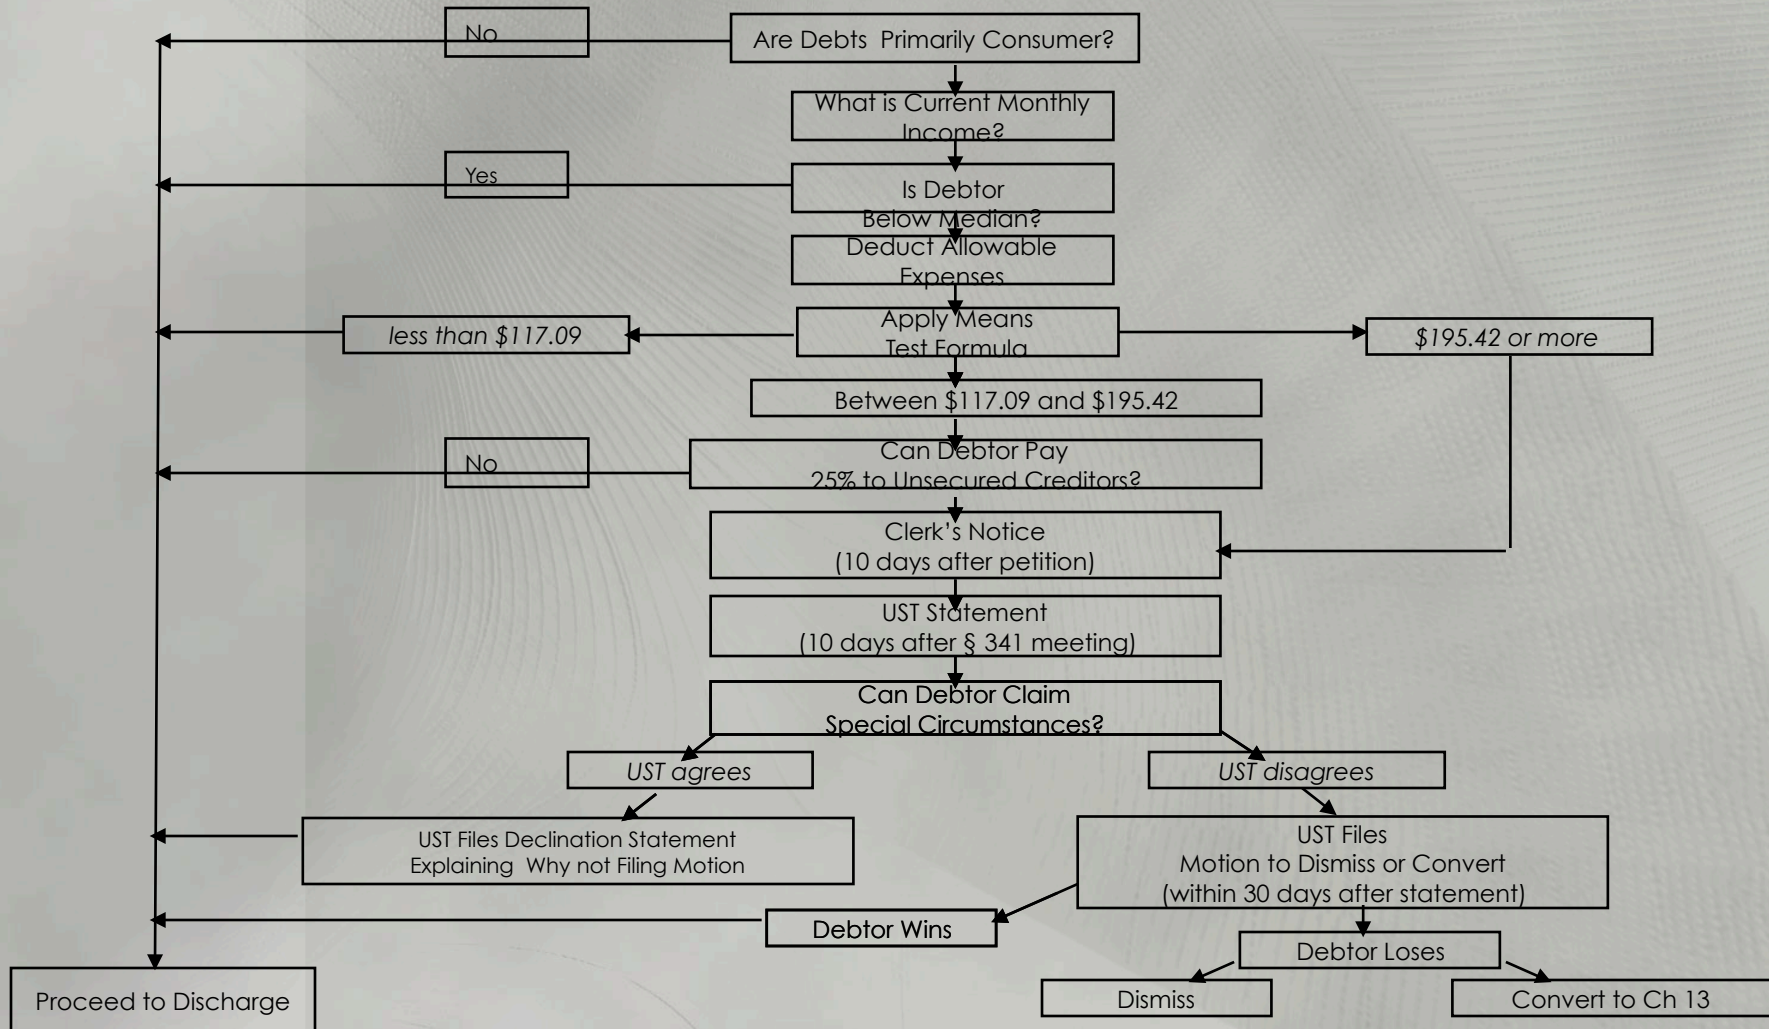 No
Are Debts  Primarily Consumer?
What is Current Monthly
Income?
Yes
Is Debtor
Below Median?
Deduct Allowable
Expenses
less than $117.09
Apply Means
Test Formula
$195.42 or more
Between $117.09 and $195.42
No
Can Debtor Pay
25% to Unsecured Creditors?
Clerk’s Notice
(10 days after petition)
UST Statement
(10 days after § 341 meeting)
Can Debtor Claim
Special Circumstances?
UST agrees
UST disagrees
UST Files Declination Statement
Explaining  Why not Filing Motion
UST Files
Motion to Dismiss or Convert
(within 30 days after statement)
Debtor Wins
Debtor Loses
Proceed to Discharge
Dismiss
Convert to Ch 13